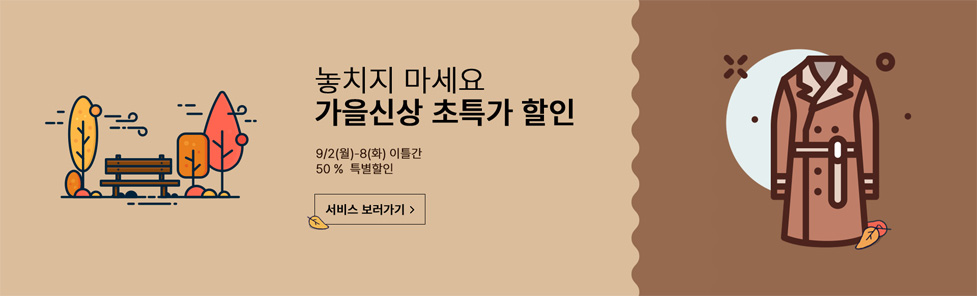 놓치지 마세요
가을신상 초특가 할인
9/2(월)-8(화) 이틀간
50 % 특별할인
서비스 보러가기 >